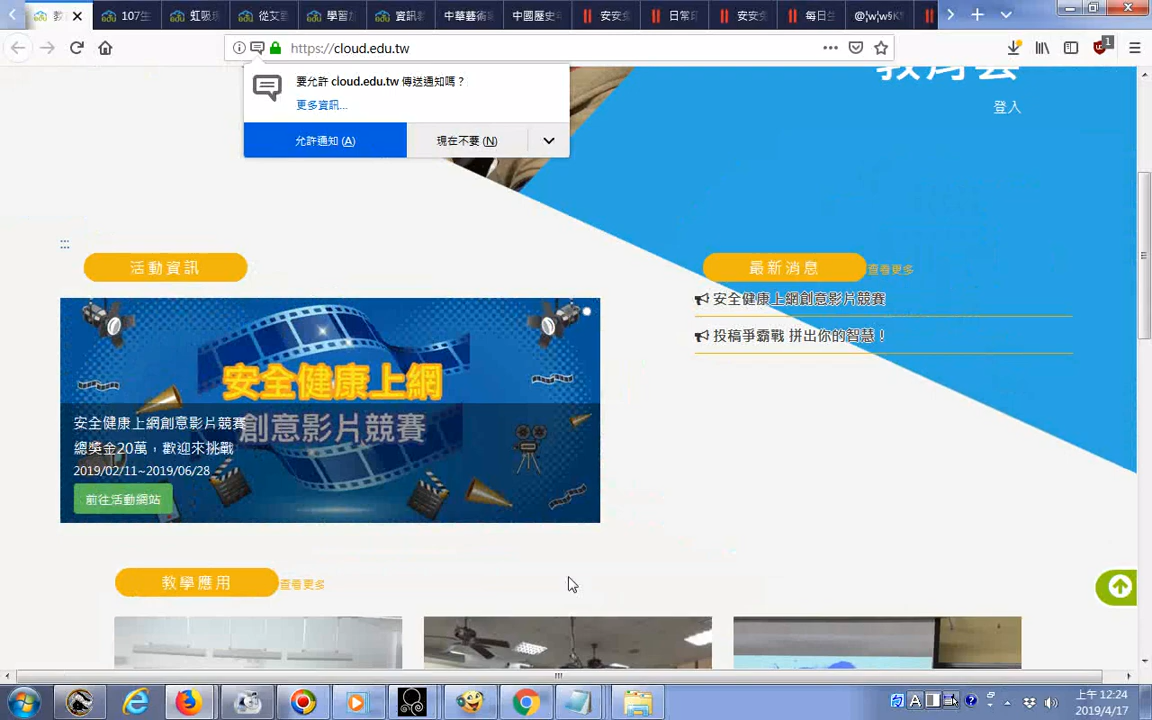 107
虹吸
從文
學習
資訊
中華藝術
中國歷史
安安
日常
安安
每日
https://cloud.edu.tw
1
要允許 cloud.edu.tw 傳送通知嗎？
更多資訊...
允許通知 (A)
現在不要 (N)
登入
:::
活動資訊
最新消息
查看更多
安全健康上網創意影片競賽
投稿爭霸戰 拼出你的智慧！
安全健康上網
創意影片競賽
安全健康上網創意影片競賽
總獎金20萬，歡迎來挑戰
2019/02/11~2019/06/28
前往活動網站
教學應用
查看更多
上午 12:24
2019/4/17